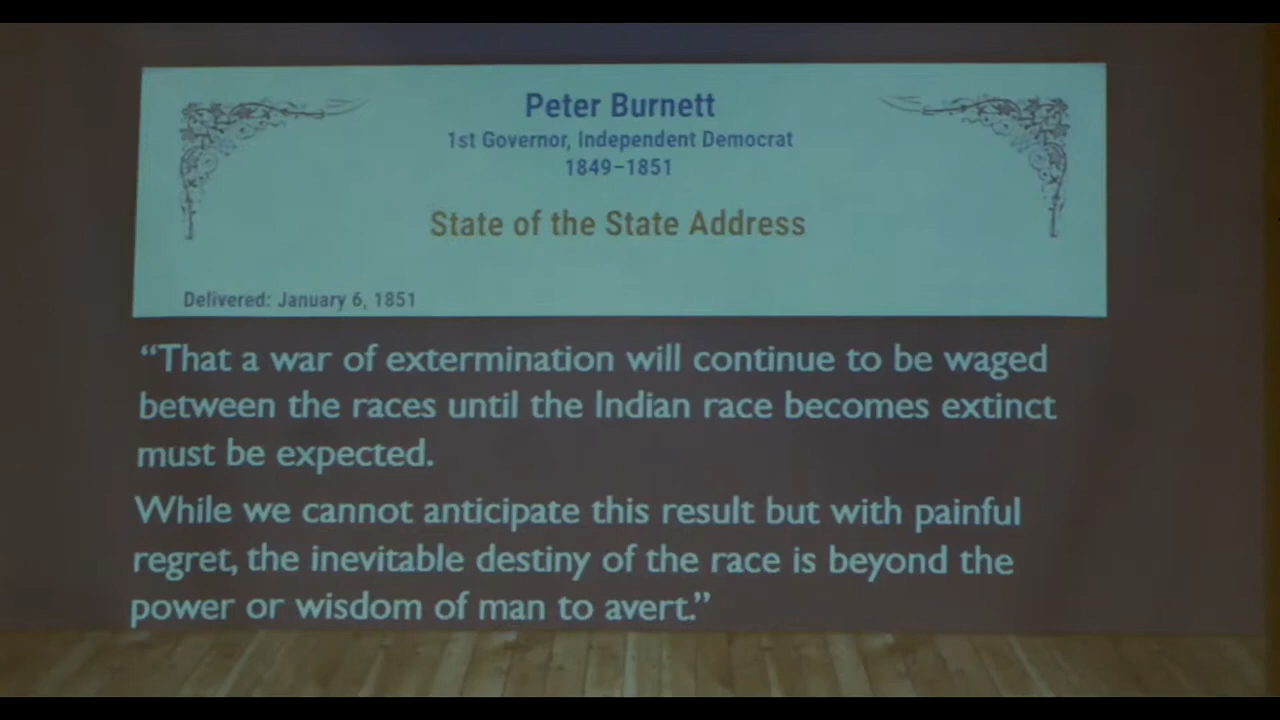 Peter Burnett
1st Governor, Independent Democrat
1849–1851
State of the State Address
Delivered: January 6, 1851
“That a war of extermination will continue to be waged
between the races until the Indian race becomes extinct
must be expected.
While we cannot anticipate this result but with painful
regret, the inevitable destiny of the race is beyond the
power or wisdom of man to avert.”